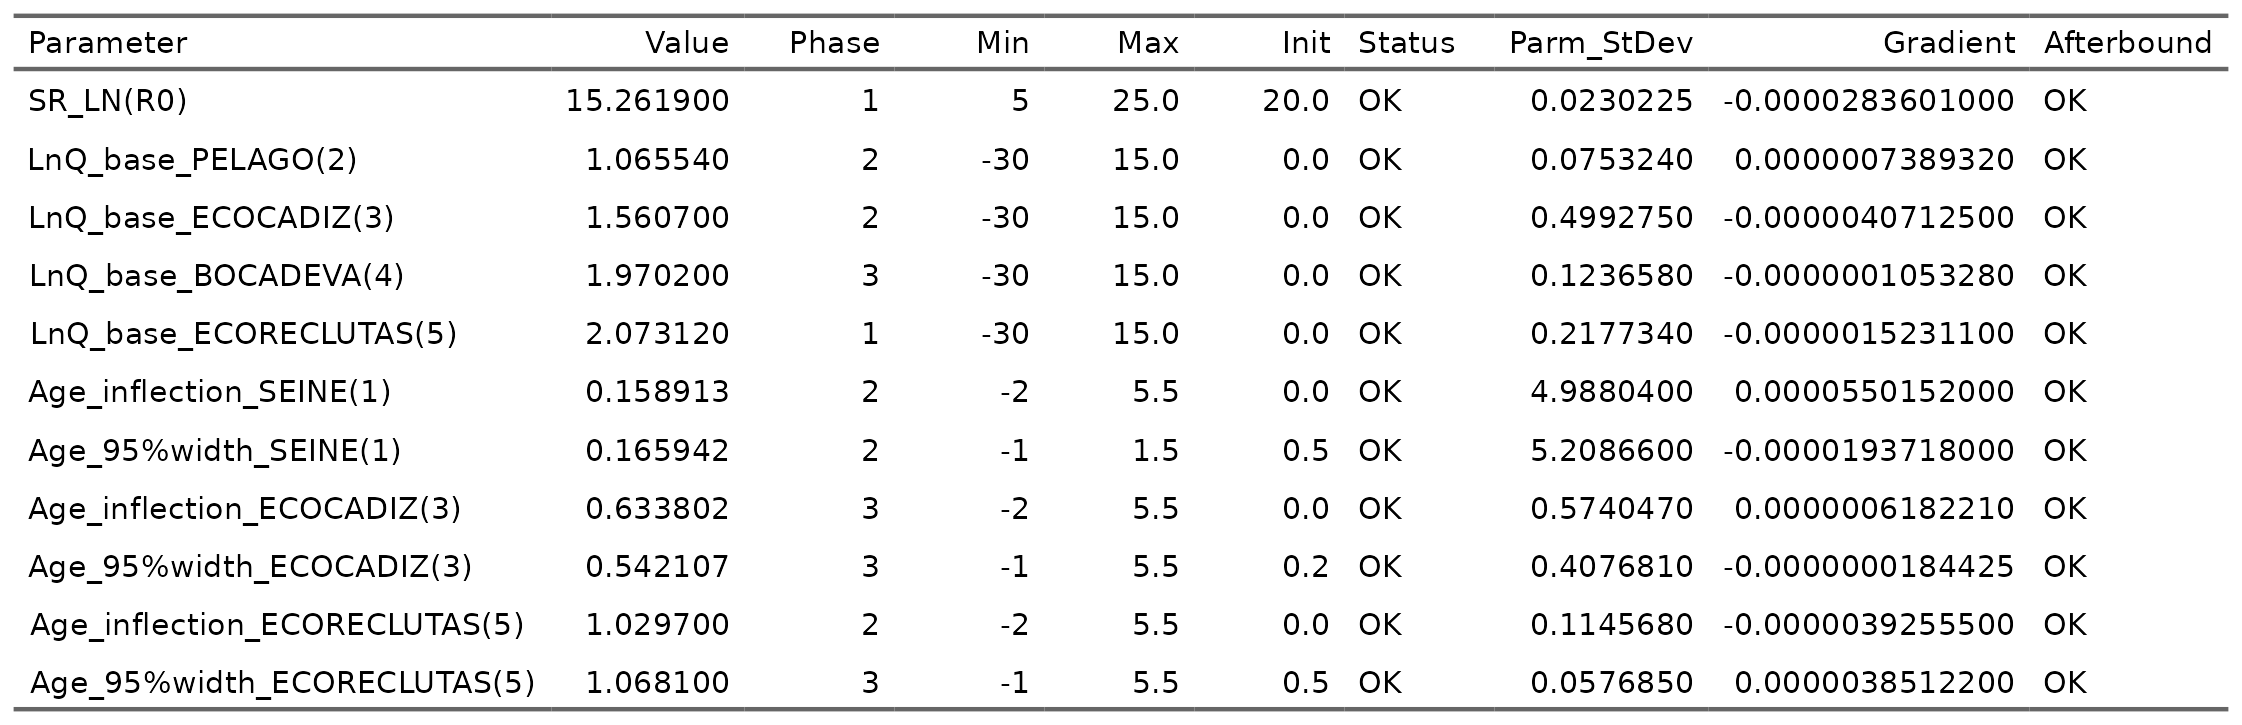 Parameter Value Phase Min Max Init Status Parm_StDev Gradient Afterbound
SR_LN(R0) 15.261900 1 5 25.0 20.0 OK 0.0230225 -0.0000283601000 OK
LnQ_base_PELAGO(2) 1.065540 2 -30 15.0 0.0 OK 0.0753240 0.0000007389320 OK
LnQ_base_ECOCADIZ(3) 1.560700 2 -30 15.0 0.0 OK 0.4992750 -0.0000040712500 OK
LnQ_base_BOCADEVA(4) 1.970200 3 -30 15.0 0.0 OK 0.1236580 -0.0000001053280 OK
LnQ_base_ECORECLUTAS(5) 2.073120 1 -30 15.0 0.0 OK 0.2177340 -0.0000015231100 OK
Age_inflection_SEINE(1) 0.158913 2 -2 5.5 0.0 OK 4.9880400 0.0000550152000 OK
Age_95%width_SEINE(1) 0.165942 2 -1 1.5 0.5 OK 5.2086600 -0.0000193718000 OK
Age_inflection_ECOCADIZ(3) 0.633802 3 -2 5.5 0.0 OK 0.5740470 0.0000006182210 OK
Age_95%width_ECOCADIZ(3) 0.542107 3 -1 5.5 0.2 OK 0.4076810 -0.0000000184425 OK
Age_inflection_ECORECLUTAS(5) 1.029700 2 -2 5.5 0.0 OK 0.1145680 -0.0000039255500 OK
Age_95%width_ECORECLUTAS(5) 1.068100 3 -1 5.5 0.5 OK 0.0576850 0.0000038512200 OK